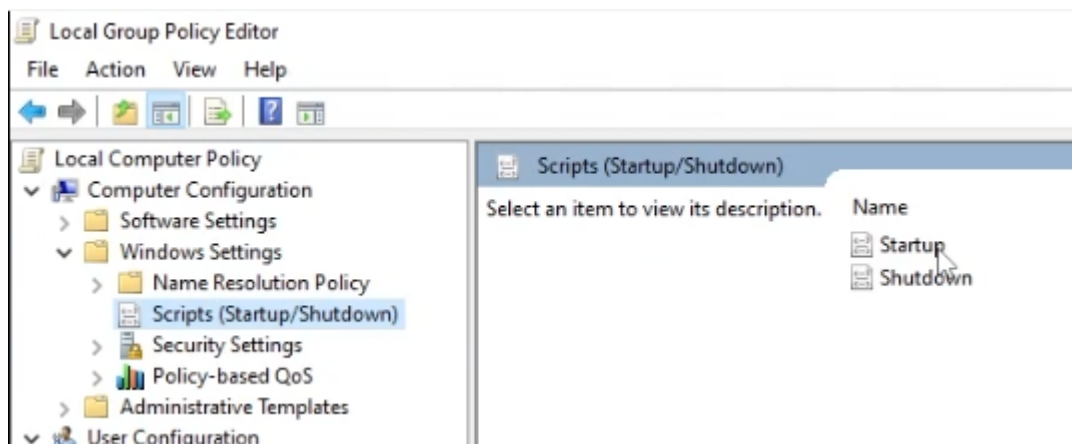 Local Group Policy Editor
File Action View Help
Local Computer Policy
Computer Configuration
Software Settings
Windows Settings
Name Resolution Policy
Scripts (Startup/Shutdown)
Security Settings
Policy-based QoS
Administrative Templates
User Configuration
Scripts (Startup/Shutdown)
Select an item to view its description.
Name
Startup
Shutdown